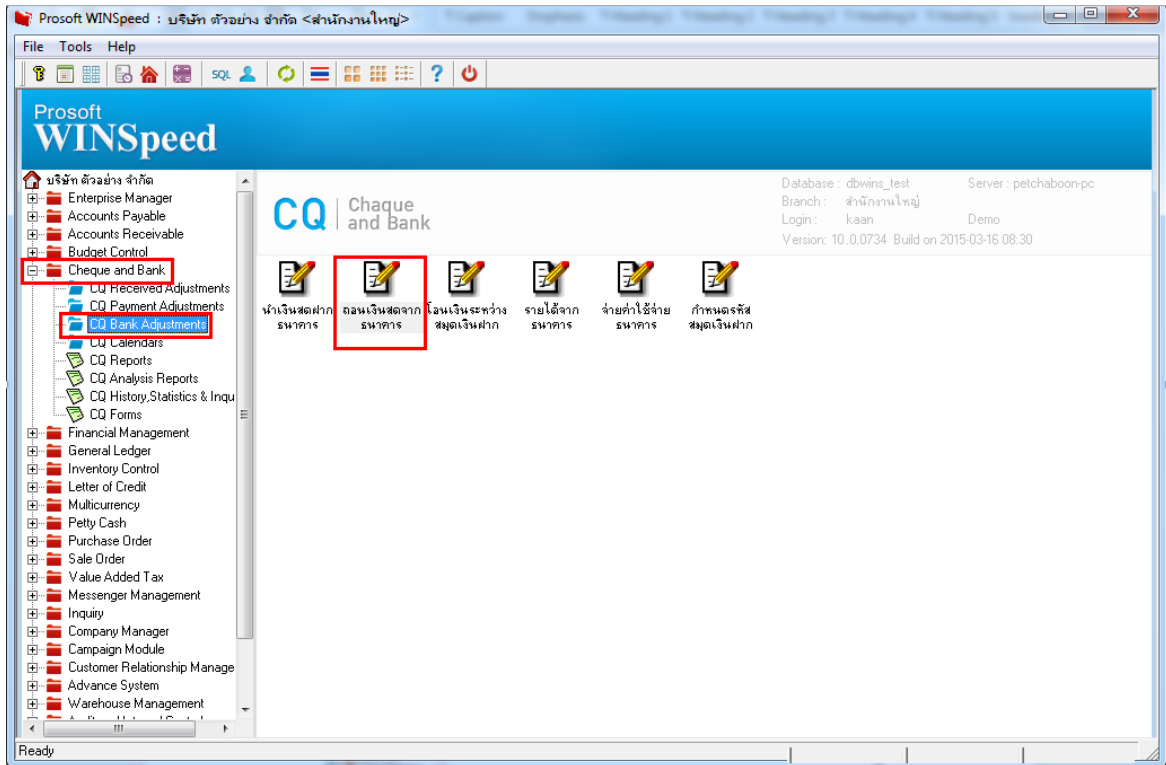 Prosoft WINSpeed : บริษัท ตัวอย่าง จำกัด <สำนักงานใหญ่>
File Tools Help
SQL
Prosoft
WINSpeed
บริษัท ตัวอย่าง จำกัด
Enterprise Manager
Accounts Payable
Accounts Receivable
Budget Control
Cheque and Bank
CQ Received Adjustments
CQ Payment Adjustments
CQ Bank Adjustments
CQ Calendars
CQ Reports
CQ Analysis Reports
CQ History,Statistics & Inqu
CQ Forms
Financial Management
General Ledger
Inventory Control
Letter of Credit
Multicurrency
Petty Cash
Purchase Order
Sale Order
Value Added Tax
Messenger Management
Inquiry
Company Manager
Campaign Module
Customer Relationship Manage
Advance System
Warehouse Management
CQ Chaque
and Bank
Database : dbwins_test Server : petchaboon-pc
Branch : สำนักงานใหญ่
Login : kaan Demo
Version: 10.0.0734 Build on 2015-03-16 08:30
นำเงินสดฝาก
ธนาคาร
ถอนเงินสดจาก
ธนาคาร
โอนเงินระหว่าง
สมุดเงินฝาก
รายได้จาก
ธนาคาร
จ่ายค่าใช้จ่าย
ธนาคาร
กำหนดรหัส
สมุดเงินฝาก
Ready